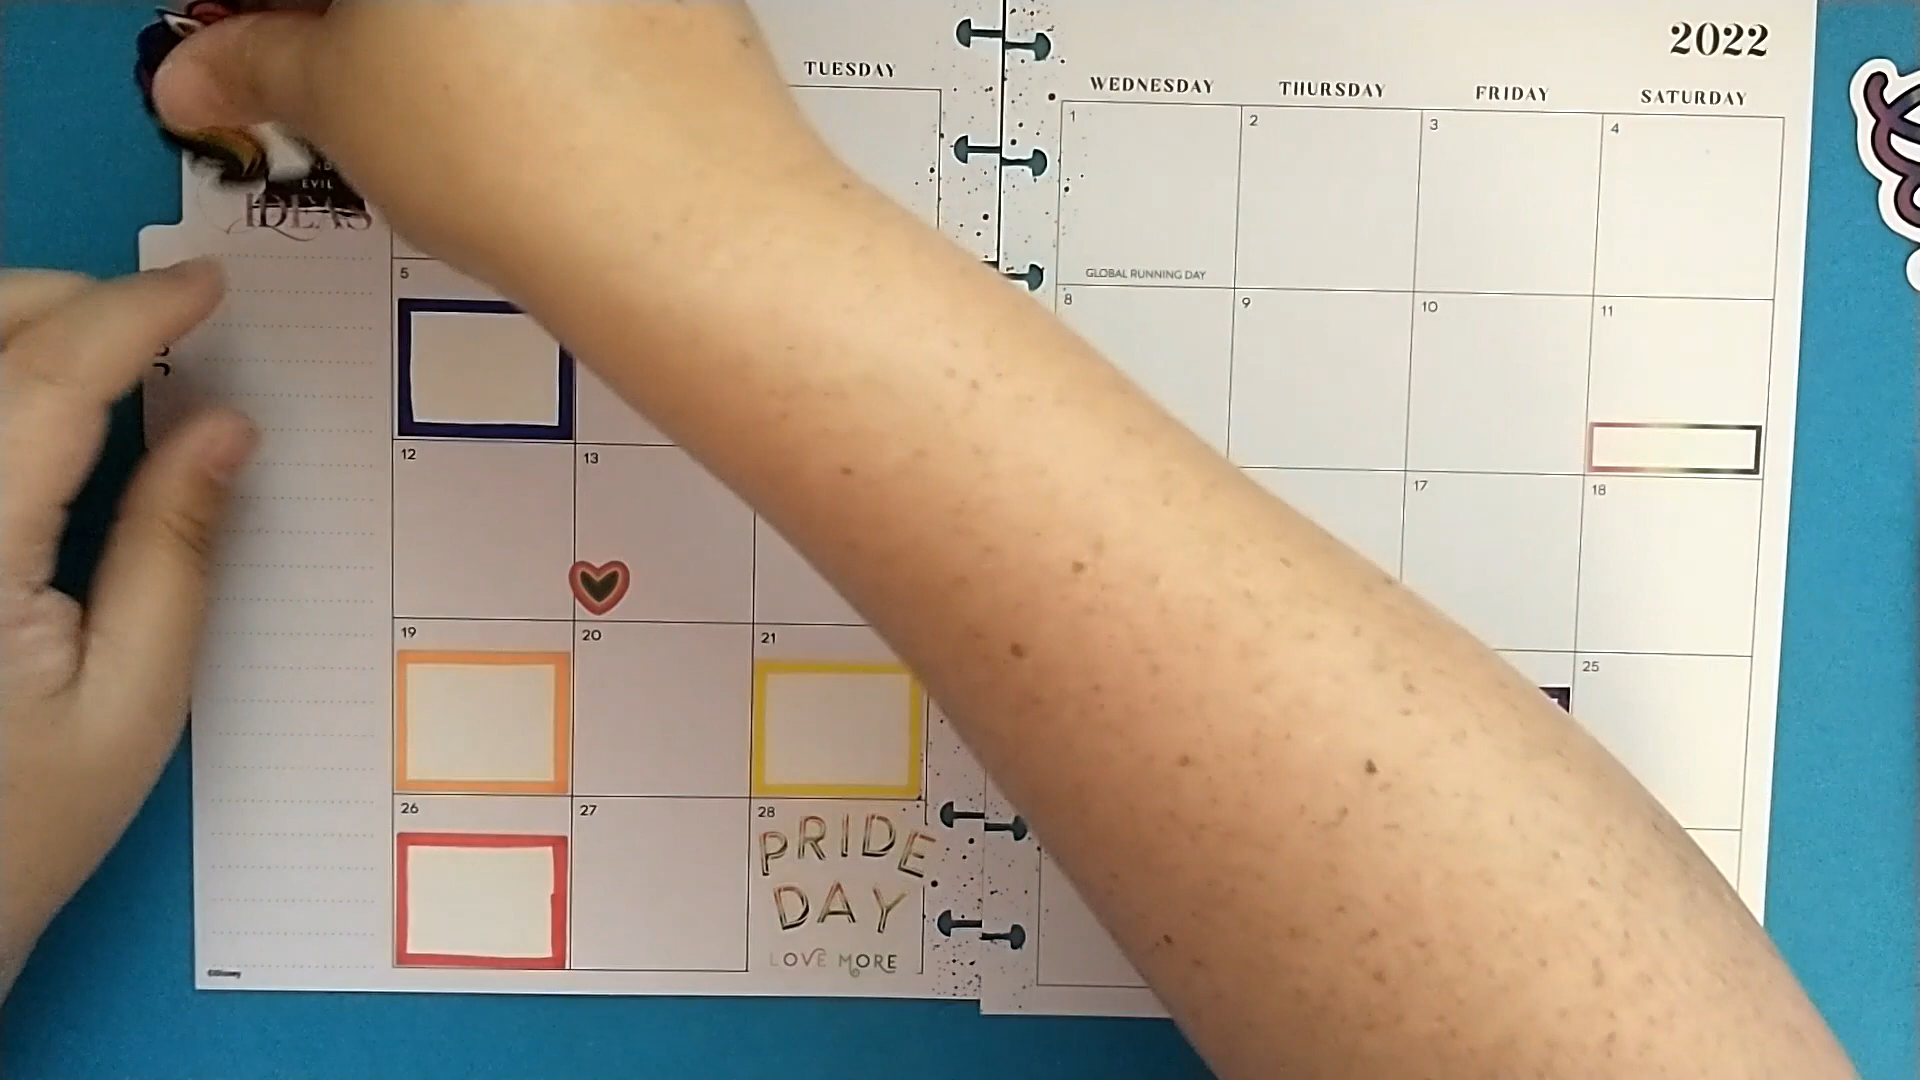 2022
TUESDAY
WEDNESDAY THURSDAY FRIDAY SATURDAY
1 2 3 4
EVIL
IDEAS
GLOBAL RUNNING DAY
5 8 9 10 11
12 13 17 18
19 20 21 25
26 27 28
PRIDE
DAY
LOVE MORE
©Disney